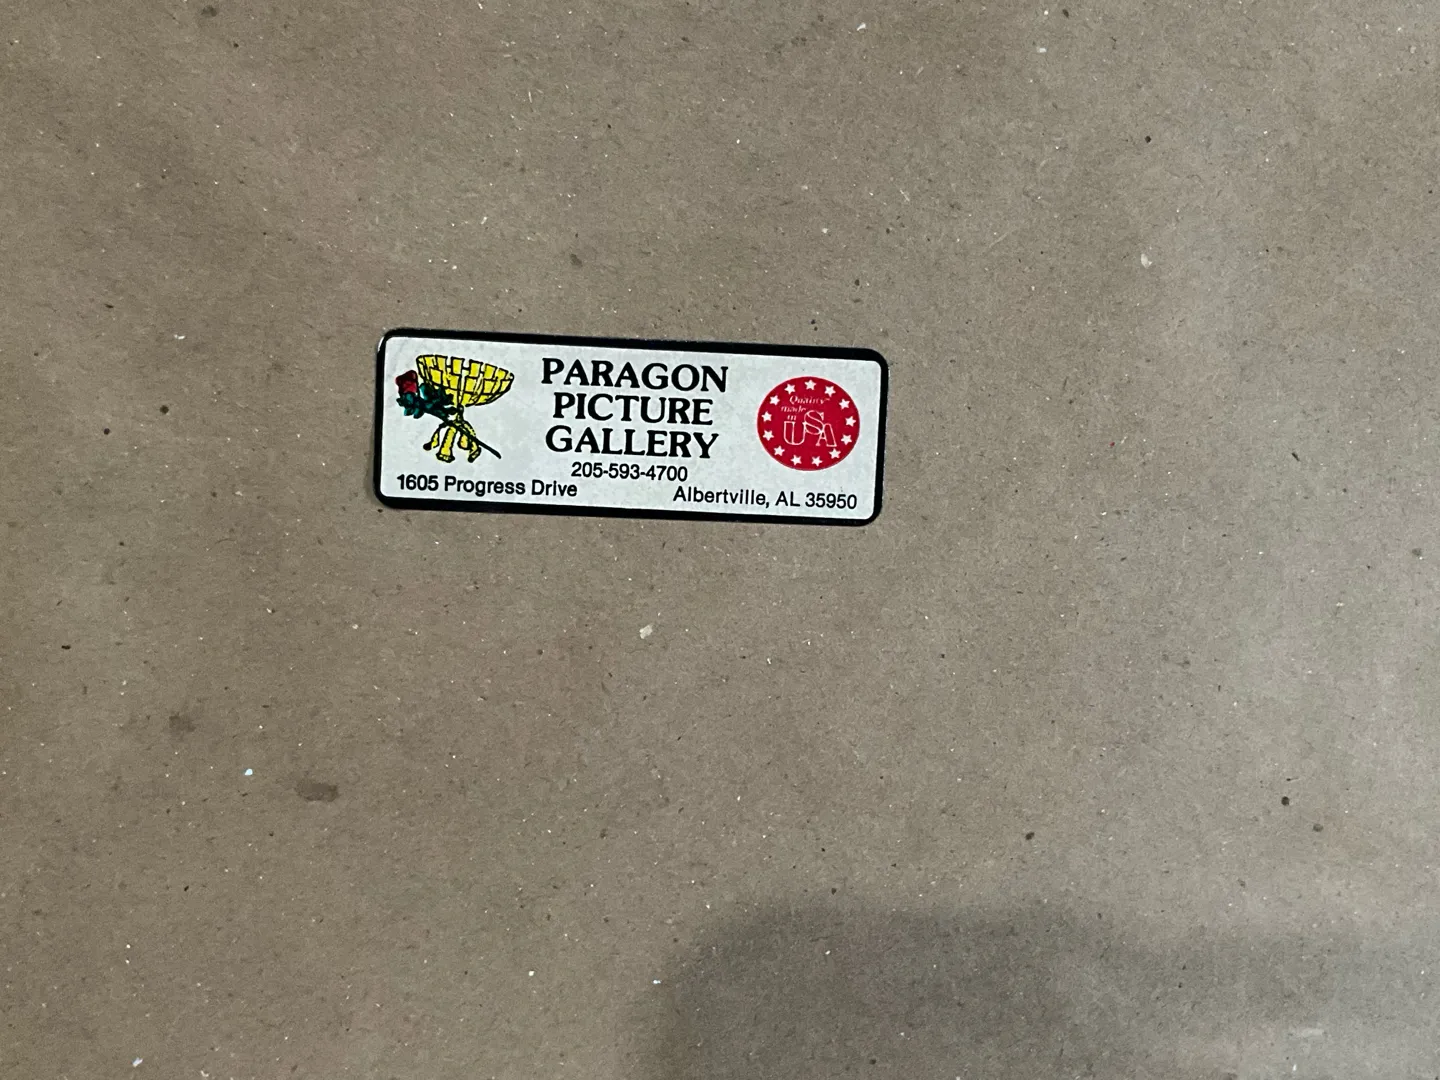 PARAGON
PICTURE
GALLERY
205-593-4700
1605 Progress Drive
Albertville, AL 35950
Quality
made
in
USA